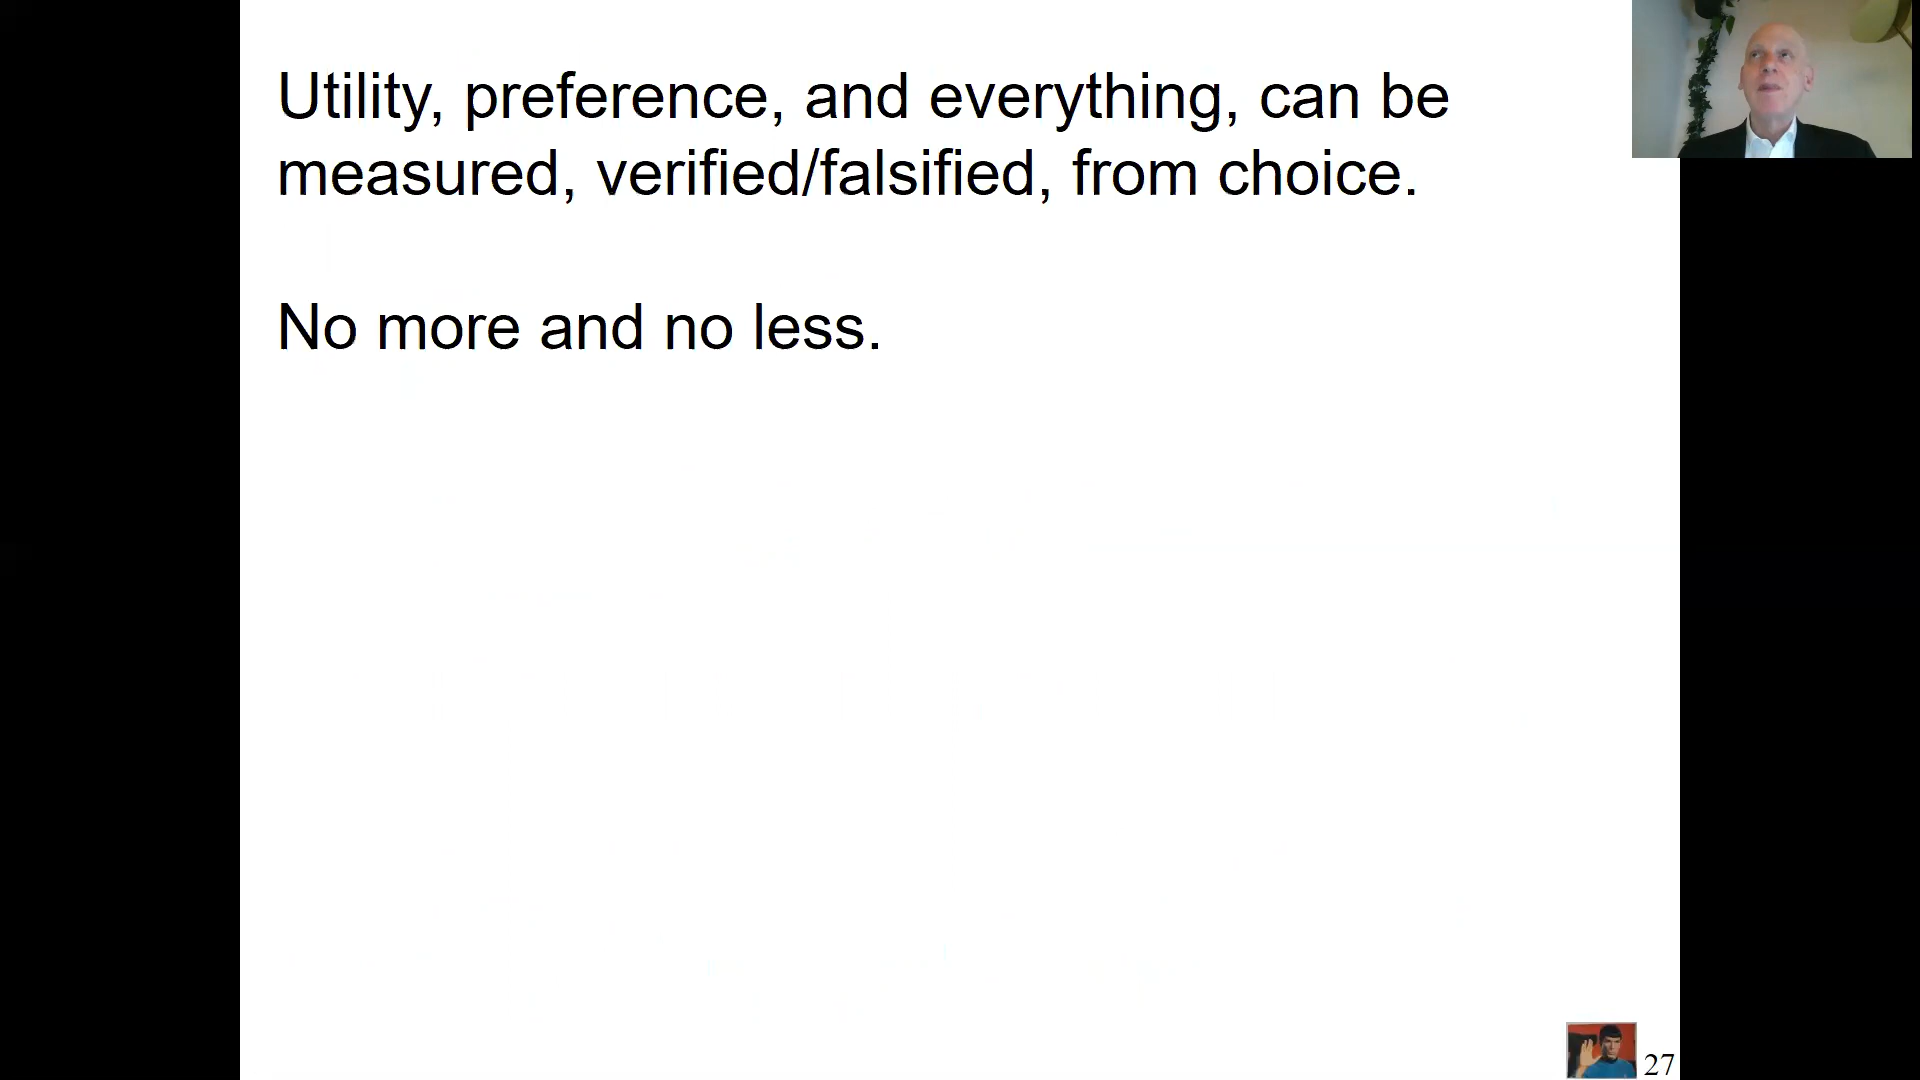 Utility, preference, and everything, can be
measured, verified/falsified, from choice.
No more and no less.
27